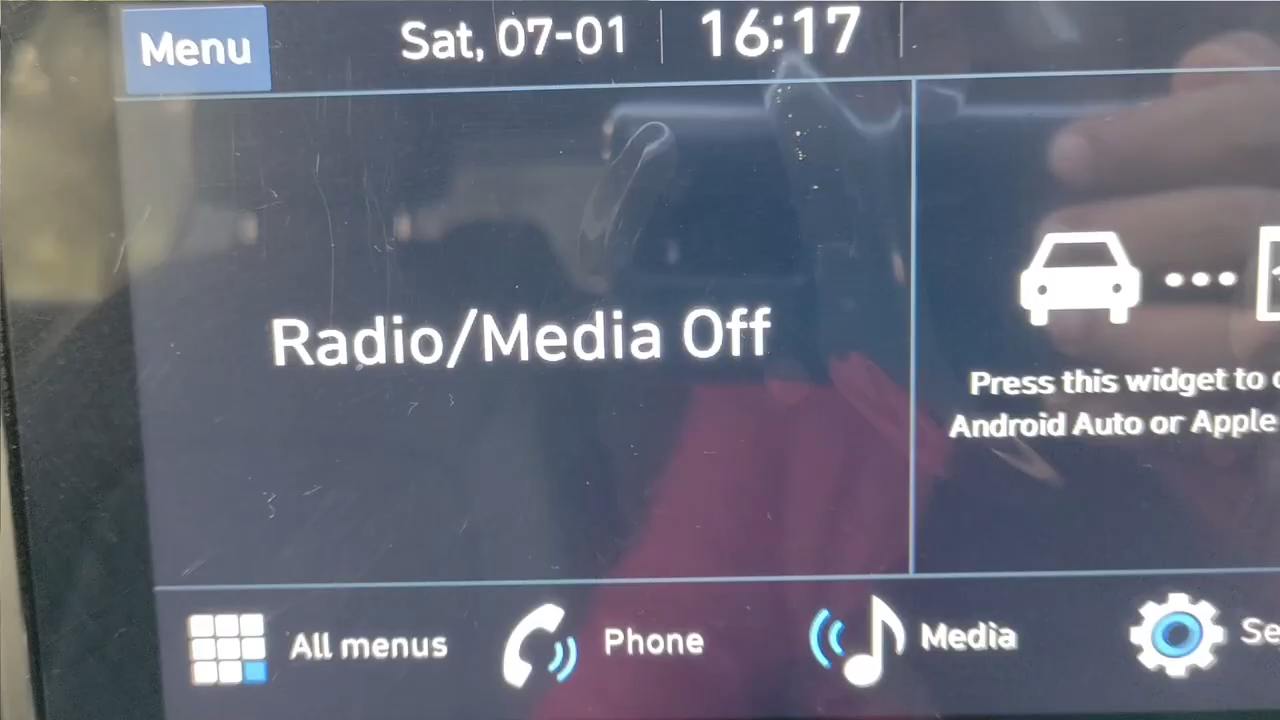 Menu
Sat, 07-01
16:17
Radio/Media Off
Press this widget to
Android Auto or Apple
All menus
Phone
Media